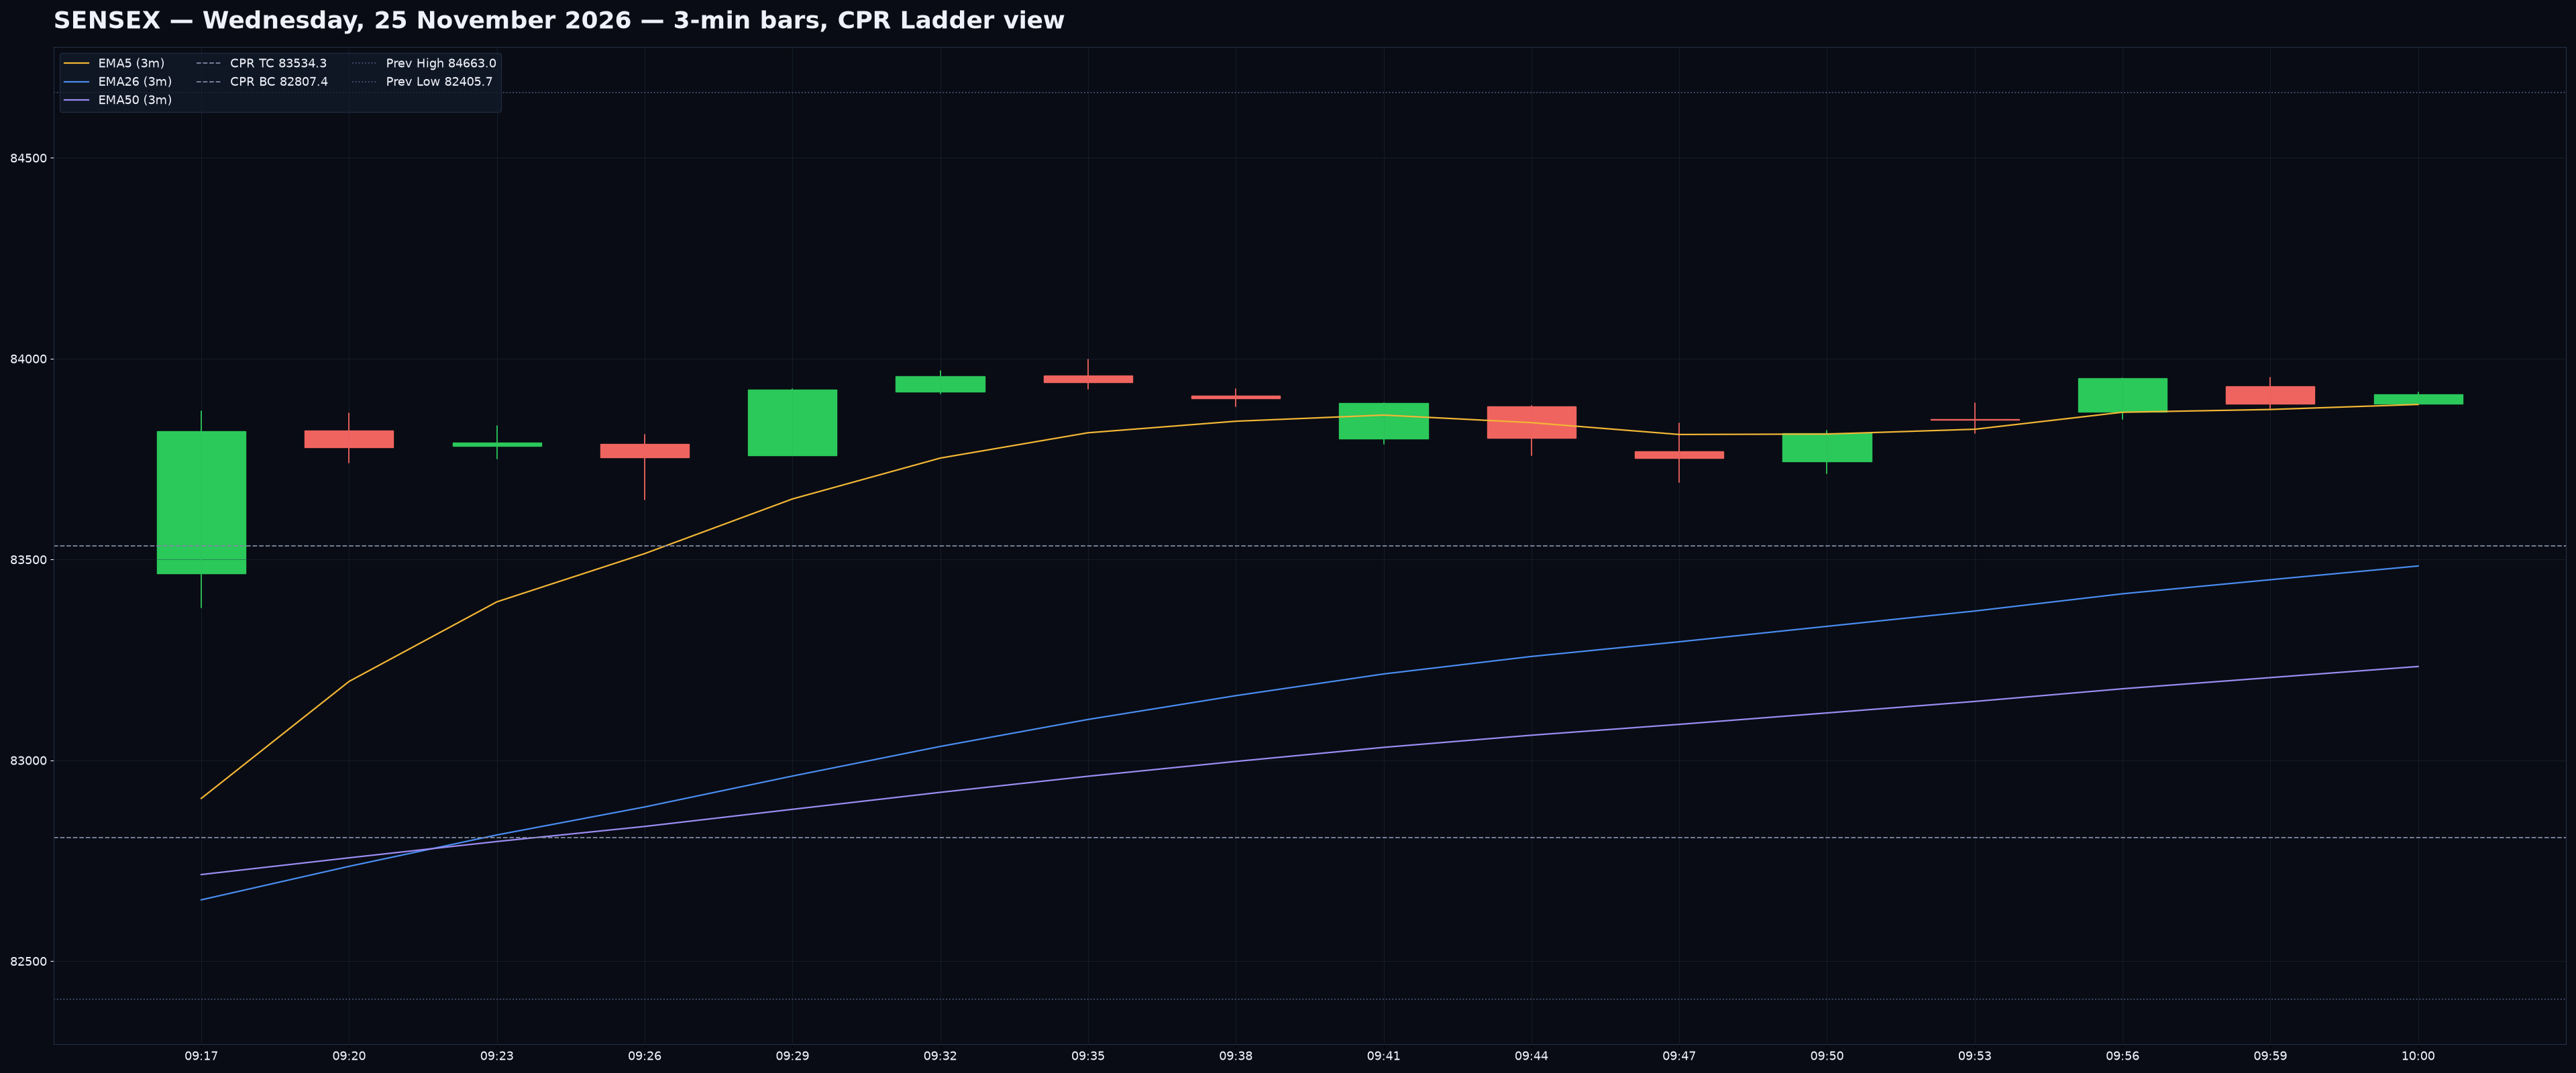 SENSEX — Wednesday, 25 November 2026 — 3-min bars, CPR Ladder view
EMA5 (3m) CPR TC 83534.3 Prev High 84663.0
EMA26 (3m) CPR BC 82807.4 Prev Low 82405.7
EMA50 (3m)
84500
84000
83500
83000
82500
09:17 09:20 09:23 09:26 09:29 09:32 09:35 09:38 09:41 09:44 09:47 09:50 09:53 09:56 09:59 10:00